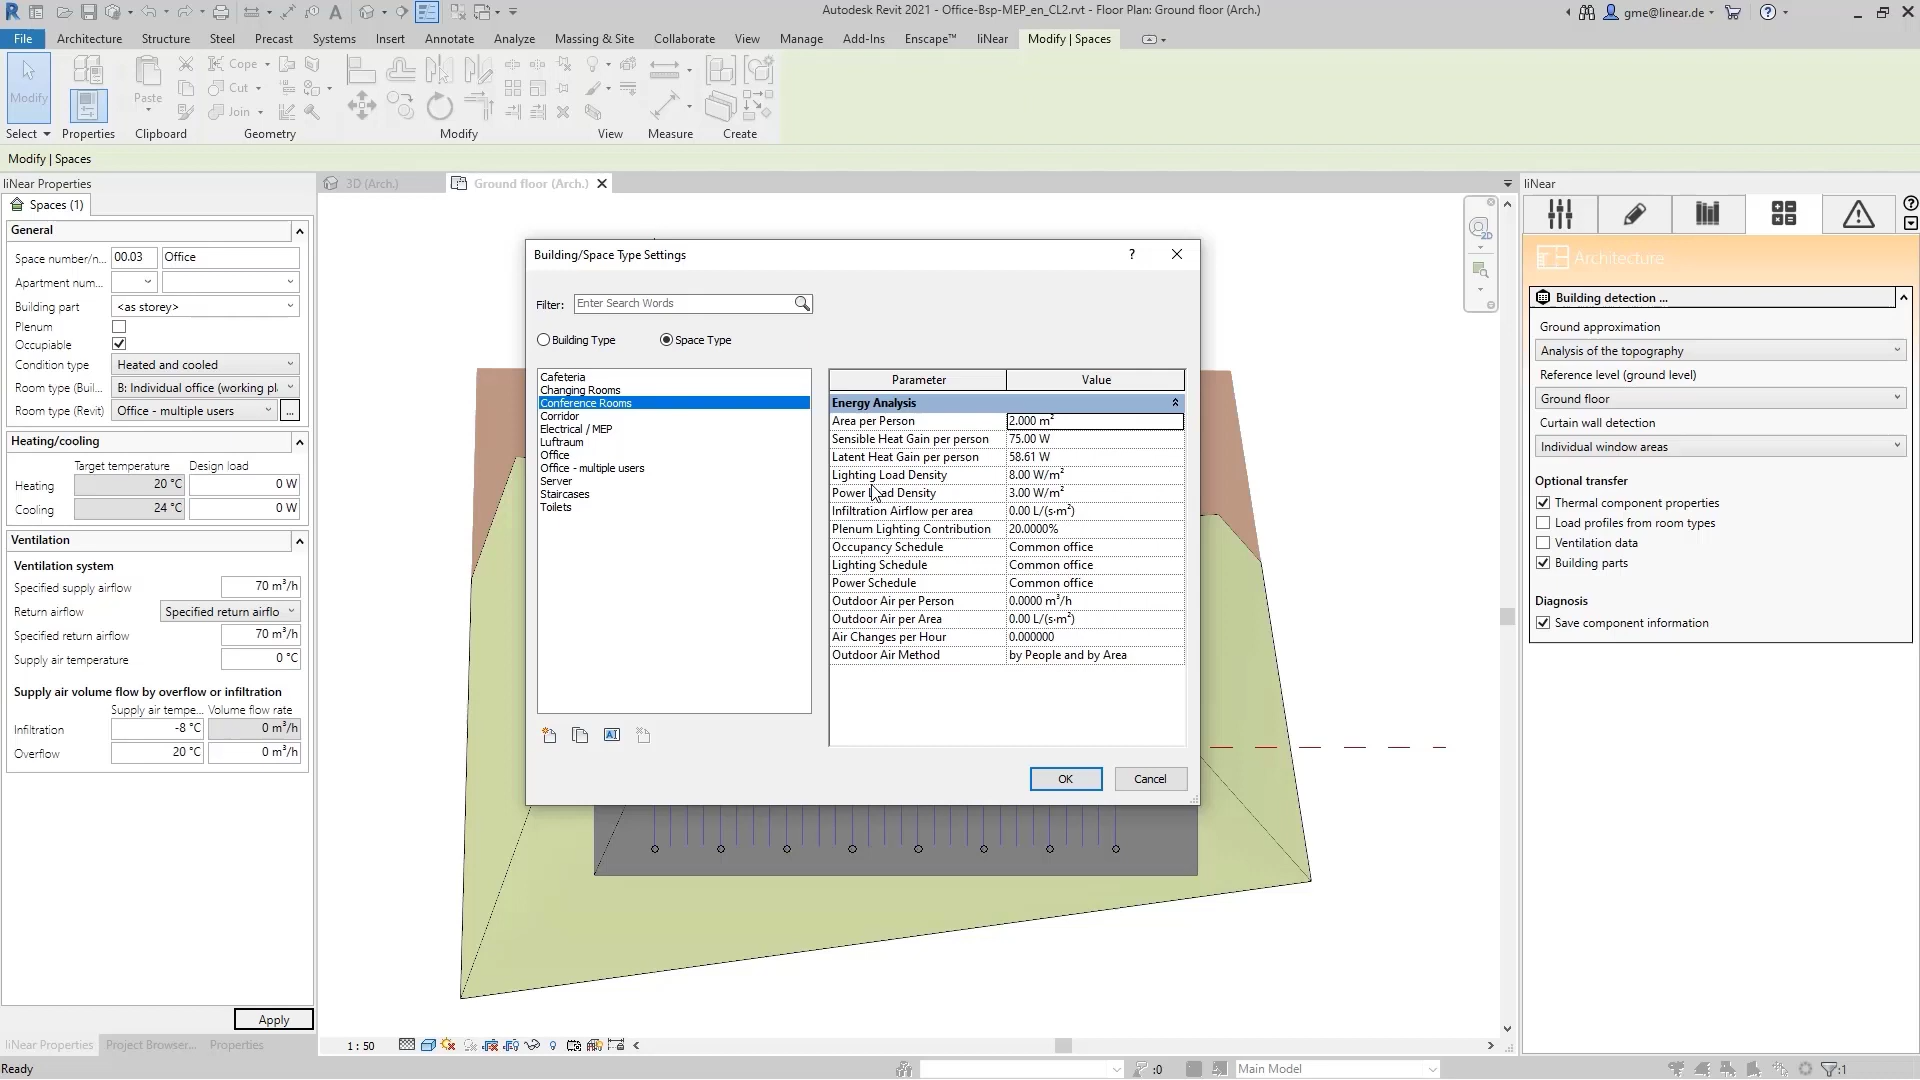 Autodesk Revit 2021 - Office-Bsp-MEP_en_CL2.rvt - Floor Plan: Ground floor (Arch.)
gme@linear.de
File Architecture Structure Steel Precast Systems Insert Annotate Analyze Massing & Site Collaborate View Manage Add-Ins Enscape™ liNear Modify | Spaces
Modify
Paste
Cope
Cut
Join
Select Properties Clipboard Geometry Modify View Measure Create
Modify | Spaces
liNear Properties
Spaces (1)
General
Space number/n... 00.03 Office
Apartment num...
Building part <as storey>
Plenum
Occupiable
Condition type Heated and cooled
Room type (Buil... B: Individual office (working pl
Room type (Revit) Office - multiple users ...
Heating/cooling
Target temperature Design load
Heating 20 °C 0 W
Cooling 24 °C 0 W
Ventilation
Ventilation system
Specified supply airflow 70 m³/h
Return airflow Specified return airflo
Specified return airflow 70 m³/h
Supply air temperature 0 °C
Supply air volume flow by overflow or infiltration
Supply air tempe... Volume flow rate
Infiltration -8 °C 0 m³/h
Overflow 20 °C 0 m³/h
Apply
liNear Properties Project Browser... Properties
Ready
3D (Arch.)
Ground floor (Arch.)
2D
Building/Space Type Settings
Filter: Enter Search Words
Building Type Space Type
Cafeteria
Changing Rooms
Conference Rooms
Corridor
Electrical / MEP
Luftraum
Office
Office - multiple users
Server
Staircases
Toilets
Parameter Value
Energy Analysis
Area per Person 2.000 m²
Sensible Heat Gain per person 75.00 W
Latent Heat Gain per person 58.61 W
Lighting Load Density 8.00 W/m²
Power Load Density 3.00 W/m²
Infiltration Airflow per area 0.00 L/(s·m²)
Plenum Lighting Contribution 20.0000%
Occupancy Schedule Common office
Lighting Schedule Common office
Power Schedule Common office
Outdoor Air per Person 0.0000 m³/h
Outdoor Air per Area 0.00 L/(s·m²)
Air Changes per Hour 0.000000
Outdoor Air Method by People and by Area
OK Cancel
1 : 50
:0
Main Model
:1
liNear
Architecture
Building detection ...
Ground approximation
Analysis of the topography
Reference level (ground level)
Ground floor
Curtain wall detection
Individual window areas
Optional transfer
Thermal component properties
Load profiles from room types
Ventilation data
Building parts
Diagnosis
Save component information